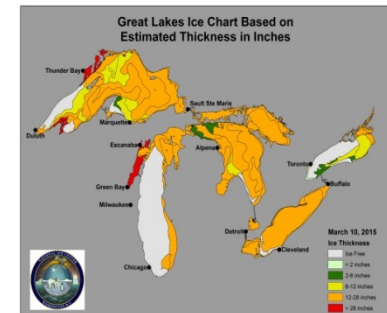 Great Lakes Ice Chart Based on
Estimated Thickness in Inches
Thunder Bay
Duluth
Marquette
Sault Ste Marie
Escanaba
Alpena
Green Bay
Milwaukee
Chicago
Detroit
Cleveland
Toronto
Buffalo
March 10, 2015
Ice Thickness
Ice Free
< 2 inches
2-6 inches
6-12 inches
12-28 inches
> 28 inches